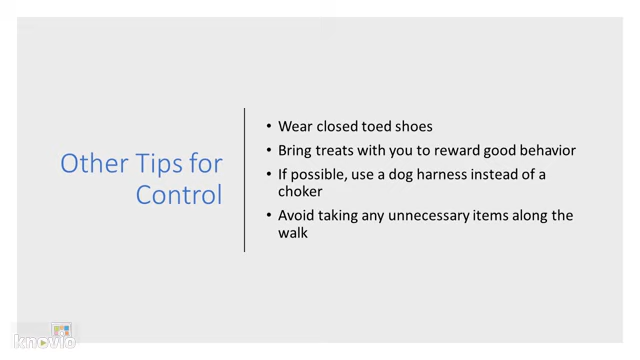 Other Tips for
Control
• Wear closed toed shoes
• Bring treats with you to reward good behavior
• If possible, use a dog harness instead of a
choker
• Avoid taking any unnecessary items along the
walk
knovio